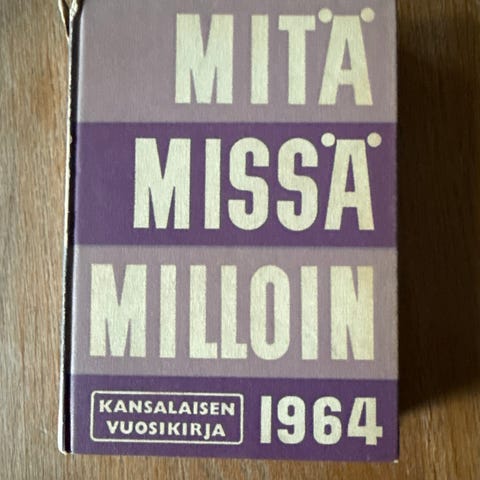 MITÄ
MISSÄ
MILLOIN
KANSALAISEN
VUOSIKIRJA
1964